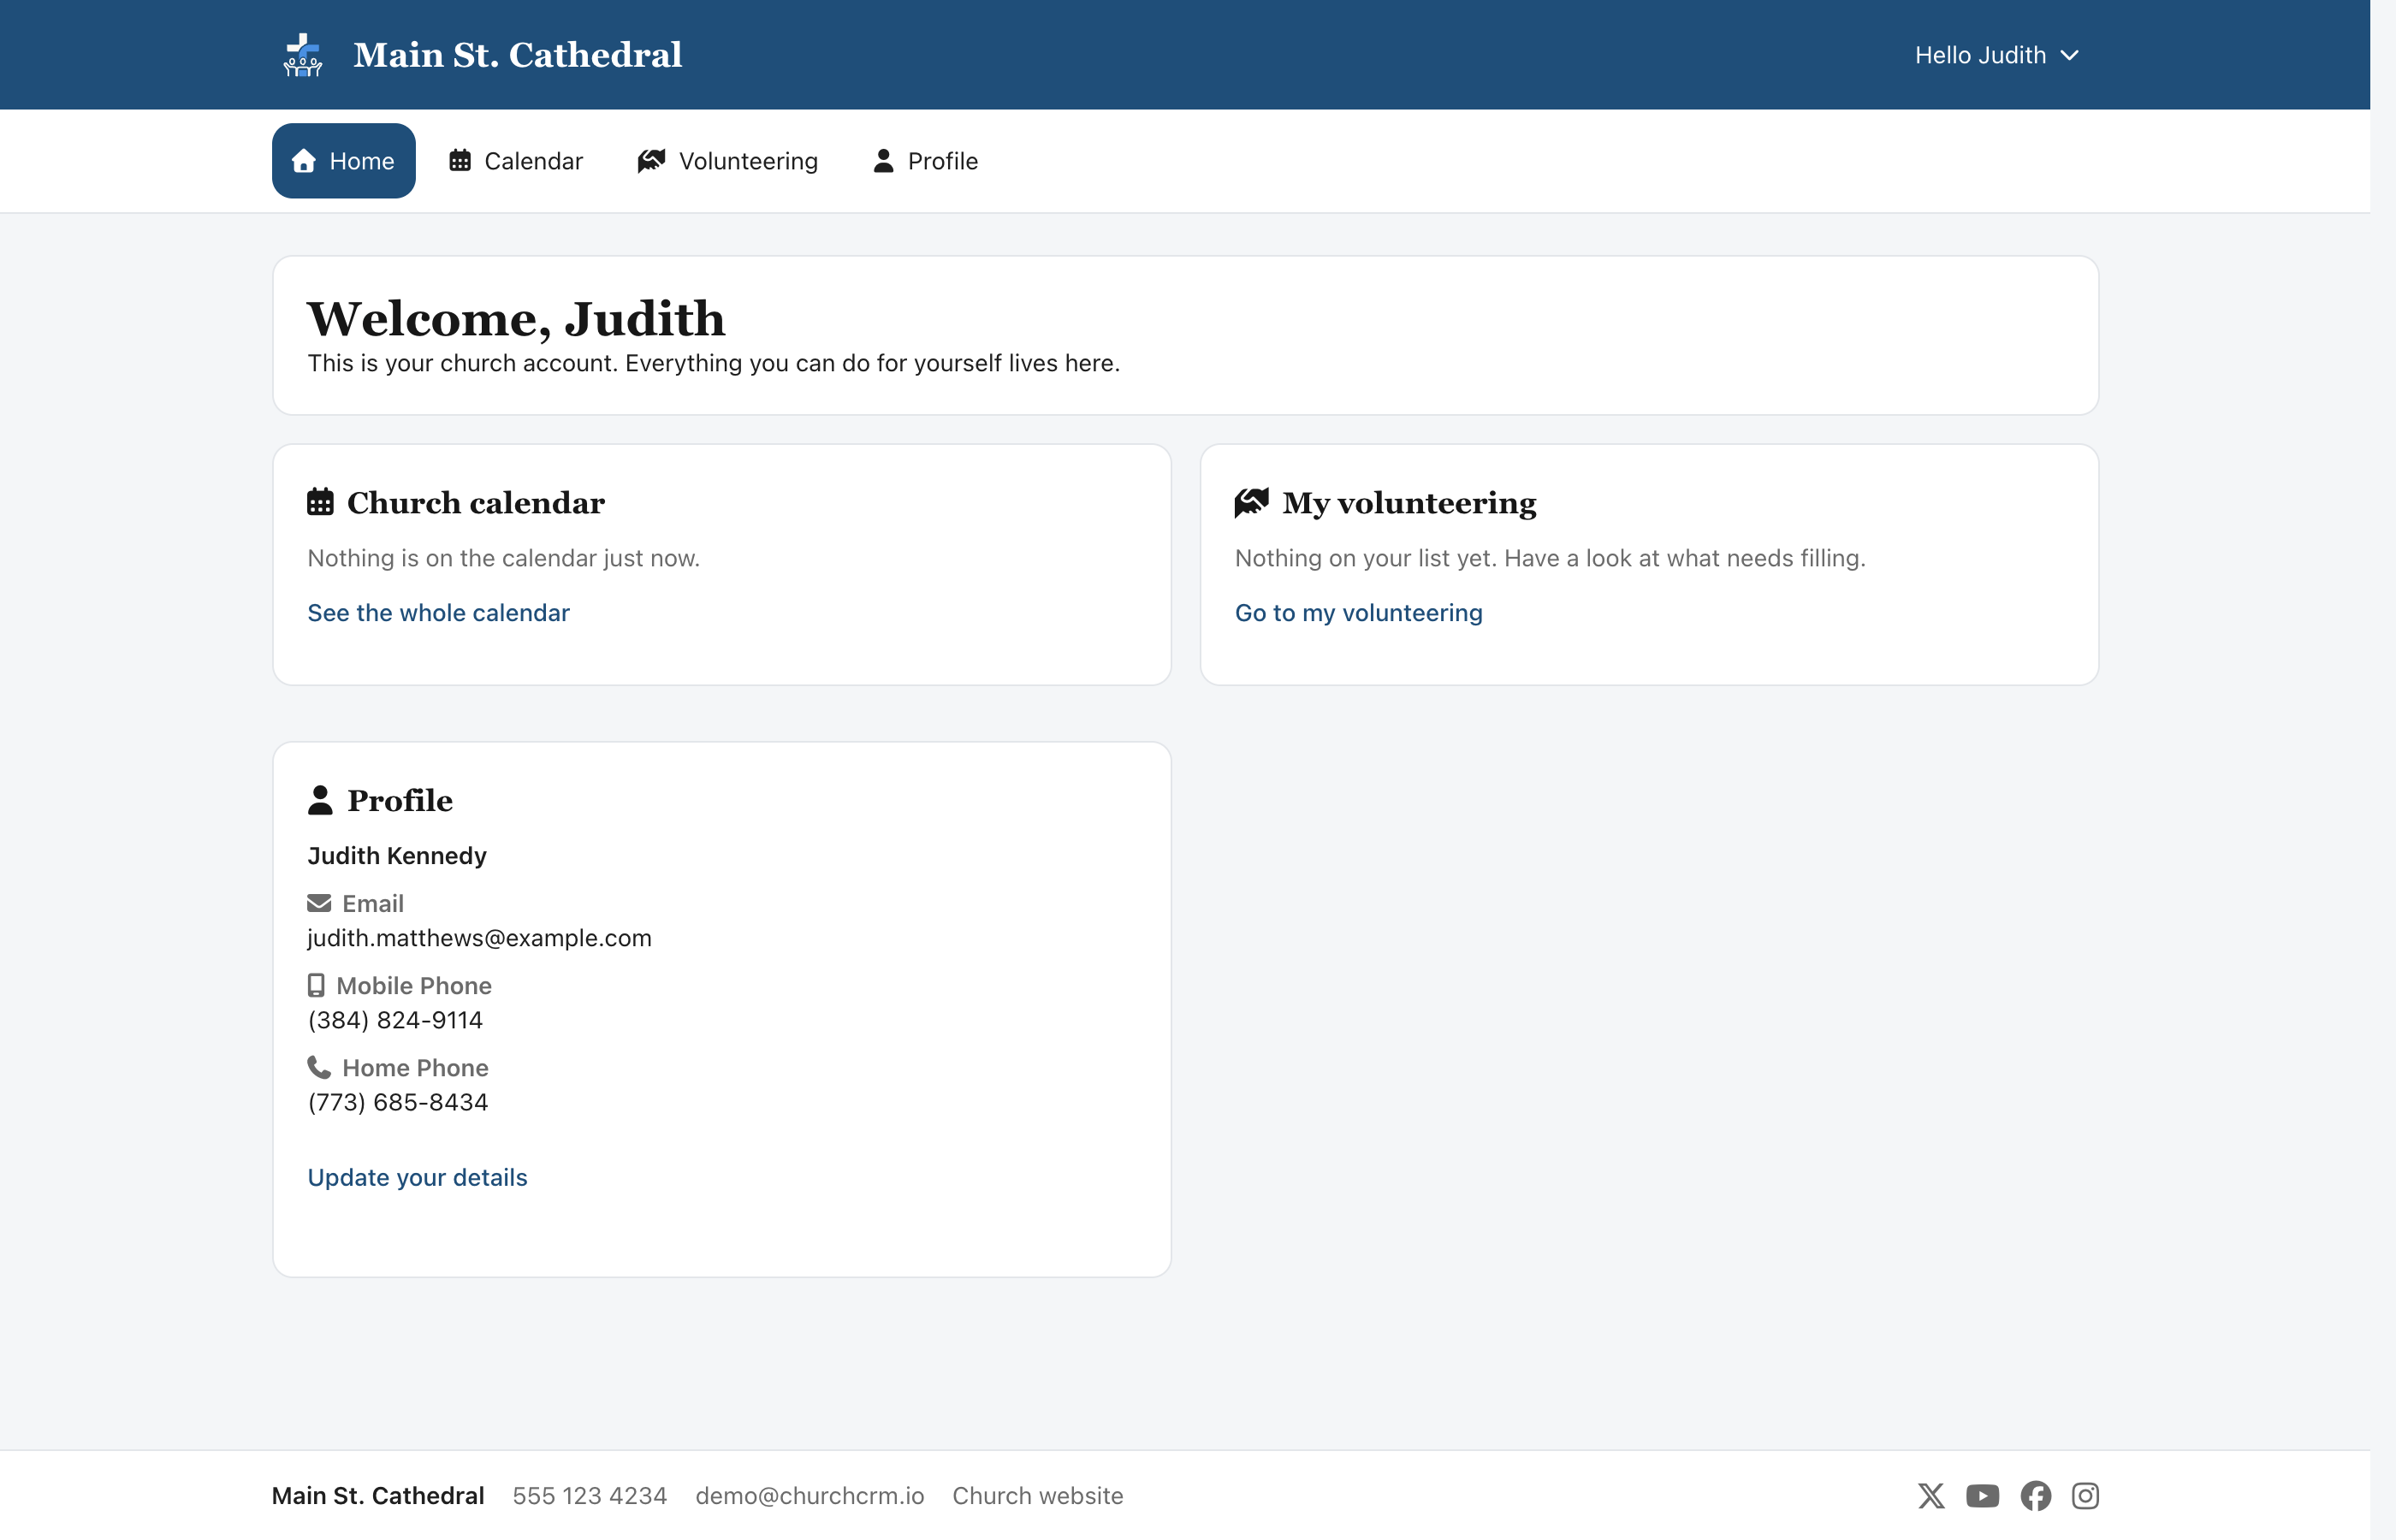 Main St. Cathedral
Hello Judith
Home
Calendar
Volunteering
Profile
Welcome, Judith
This is your church account. Everything you can do for yourself lives here.
Church calendar
Nothing is on the calendar just now.
See the whole calendar
My volunteering
Nothing on your list yet. Have a look at what needs filling.
Go to my volunteering
Profile
Judith Kennedy
Email
judith.matthews@example.com
Mobile Phone
(384) 824-9114
Home Phone
(773) 685-8434
Update your details
Main St. Cathedral 555 123 4234 demo@churchcrm.io Church website